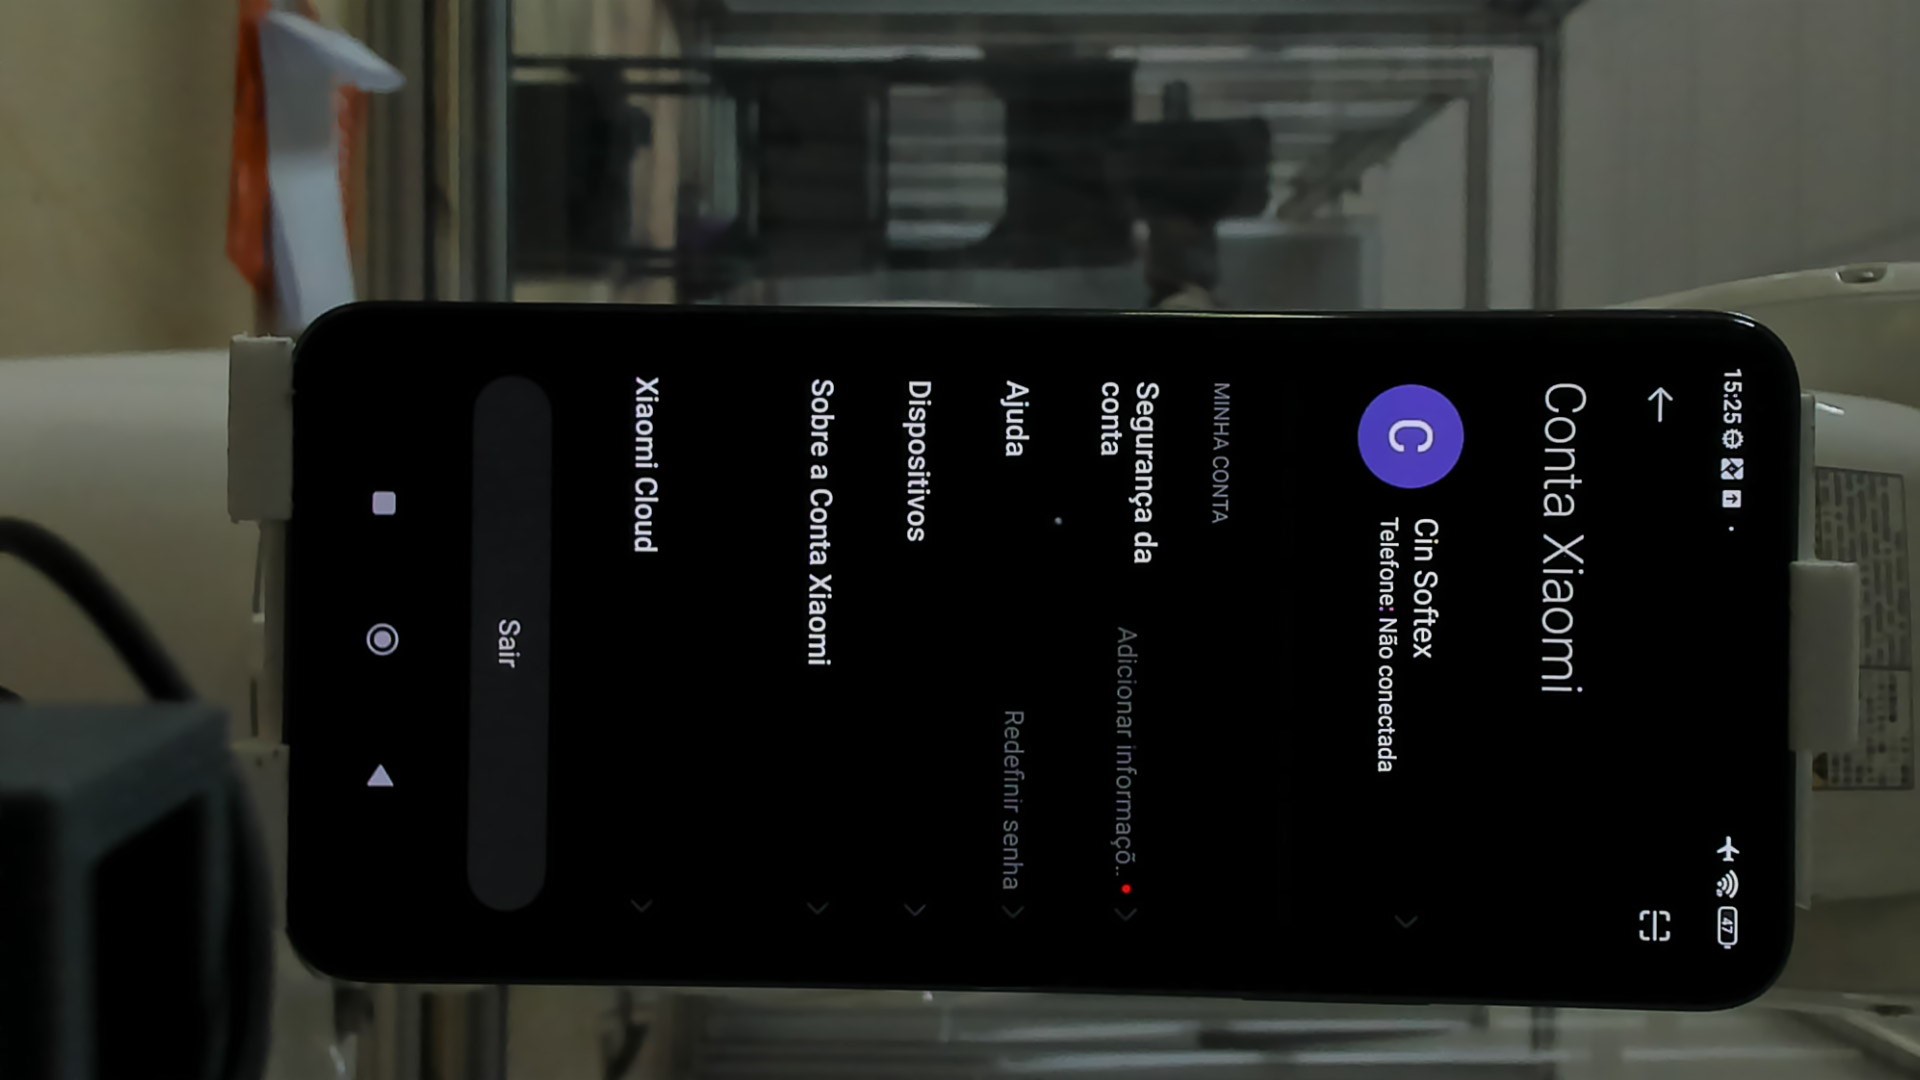 15:25
47
Conta Xiaomi
C
Cin Softex
Telefone: Não conectada
MINHA CONTA
Segurança da
conta
Adicionar informaçõ..
Ajuda
Redefinir senha
Dispositivos
Sobre a Conta Xiaomi
Xiaomi Cloud
Sair